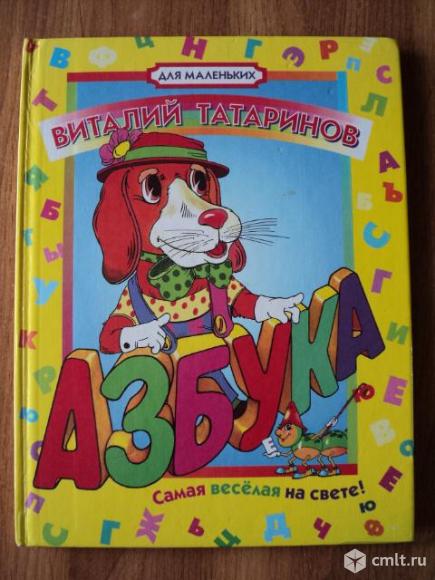 ДЛЯ МАЛЕНЬКИХ
ВИТАЛИЙ ТАТАРИНОВ
АЗБУКА
Самая весёлая на свете!
cmlt.ru